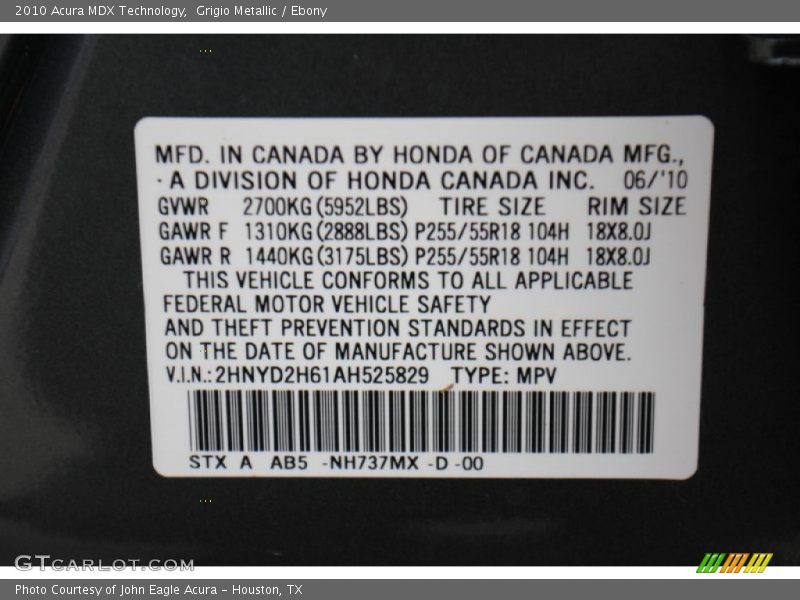 2010 Acura MDX Technology, Grigio Metallic / Ebony
MFD. IN CANADA BY HONDA OF CANADA MFG.,
· A DIVISION OF HONDA CANADA INC. 06/'10
GVWR 2700KG (5952LBS) TIRE SIZE RIM SIZE
GAWR F 1310KG (2888LBS) P255/55R18 104H 18X8.0J
GAWR R 1440KG (3175LBS) P255/55R18 104H 18X8.0J
THIS VEHICLE CONFORMS TO ALL APPLICABLE
FEDERAL MOTOR VEHICLE SAFETY
AND THEFT PREVENTION STANDARDS IN EFFECT
ON THE DATE OF MANUFACTURE SHOWN ABOVE.
V.I.N.: 2HNYD2H61AH525829 TYPE: MPV
STX A AB5 -NH737MX -D -00
GTCARLOT.COM
Photo Courtesy of John Eagle Acura - Houston, TX